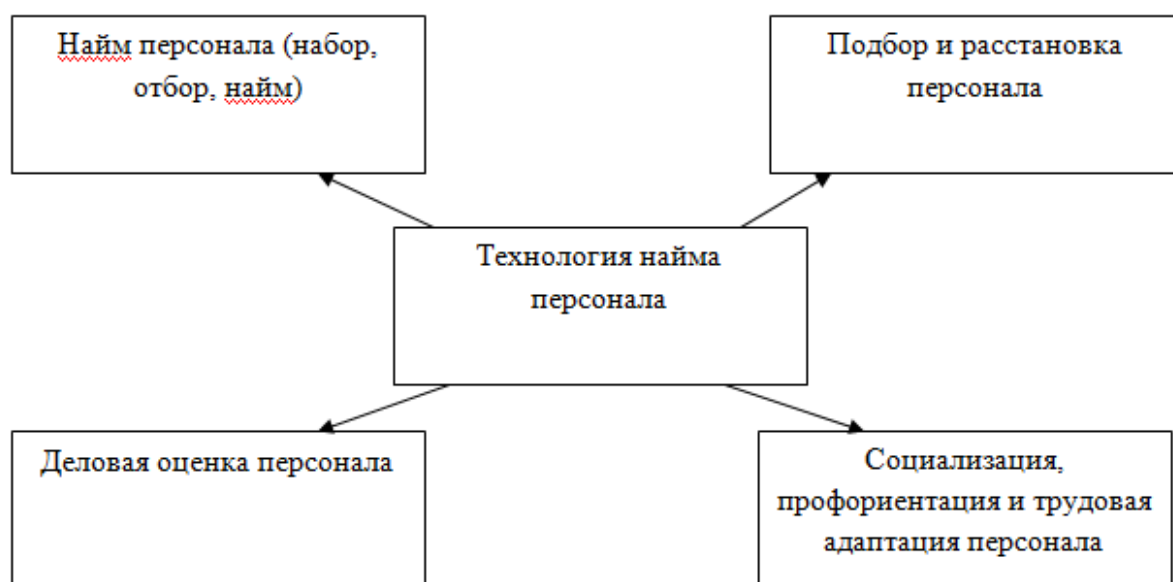 Найм персонала (набор,
отбор, найм)
Подбор и расстановка
персонала
Технология найма
персонала
Деловая оценка персонала
Социализация,
профориентация и трудовая
адаптация персонала